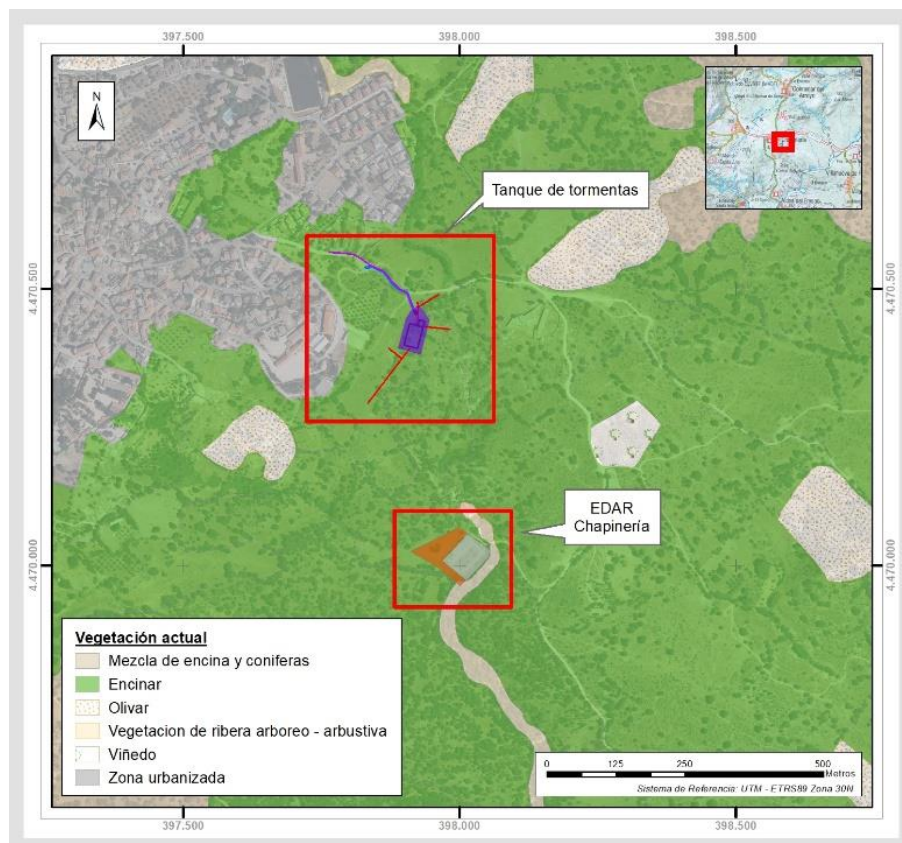 397.500
398.000
398.500
N
Tanque de tormentas
4.470.500
4.470.500
EDAR
Chapinería
4.470.000
4.470.000
Vegetación actual
Mezcla de encina y coniferas
Encinar
Olivar
Vegetacion de ribera arboreo - arbustiva
Viñedo
Zona urbanizada
0
125
250
500
Metros
Sistema de Referencia: UTM - ETRS89 Zona 30N
397.500
398.000
398.500